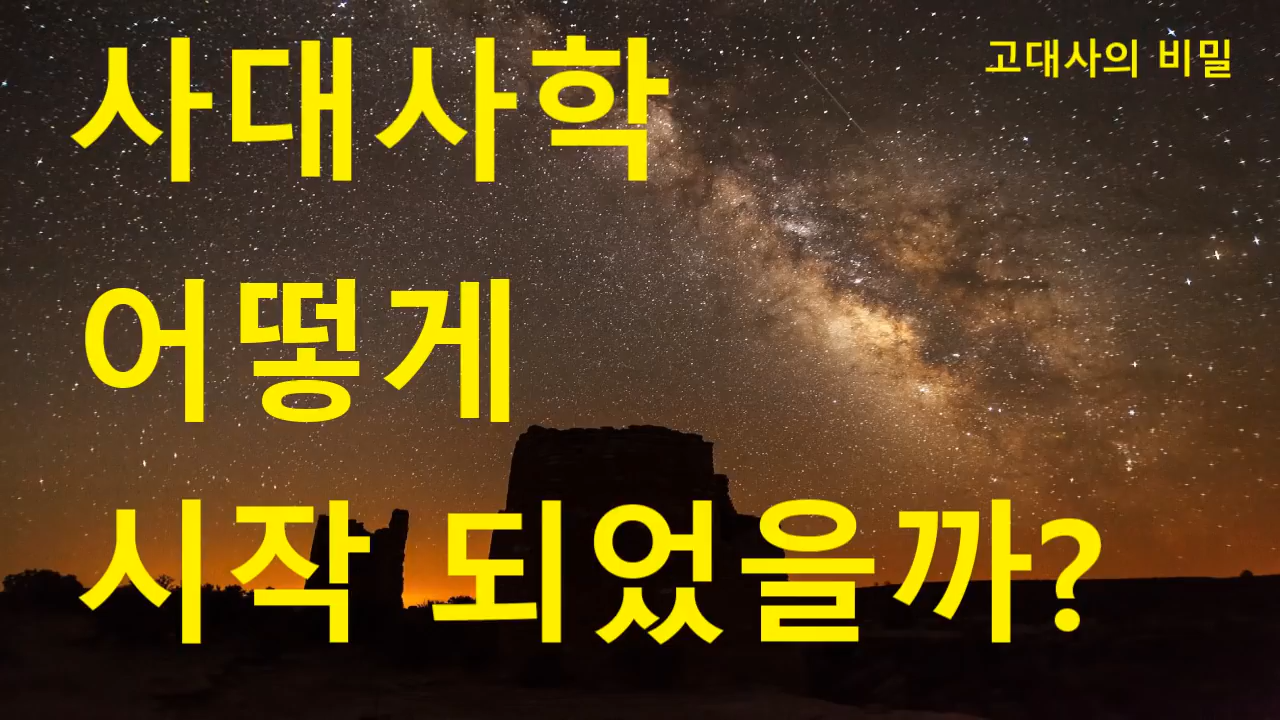 고대사의 비밀
사대사학
어떻게
시작 되었을까?